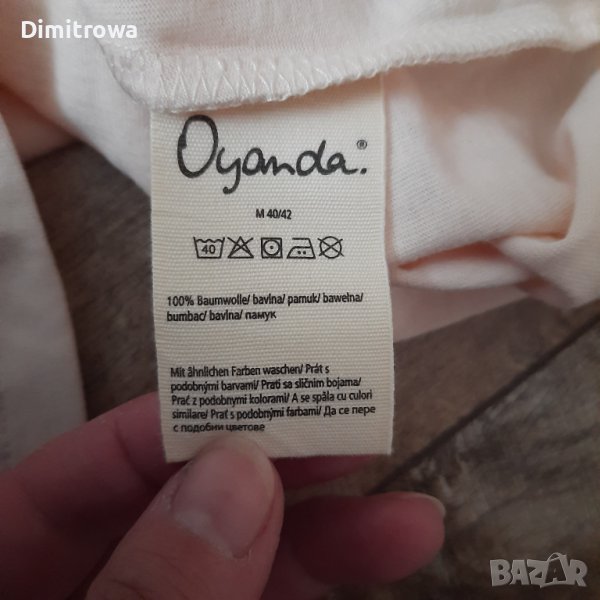 Dimitrowa
Oyanda.®
M 40/42
40
100% Baumwolle/ bavlna/ pamuk/ bawełna/
bumbac/ bavlna/ памук
Mit ähnlichen Farben waschen/ Prát s
podobnými barvami/ Prati sa sličnim bojama/
Prać z podobnymi kolorami/ A se spăla cu culori
similare/ Prať s podobnými farbami/ Да се пере
с подобни цветове
BAZAR